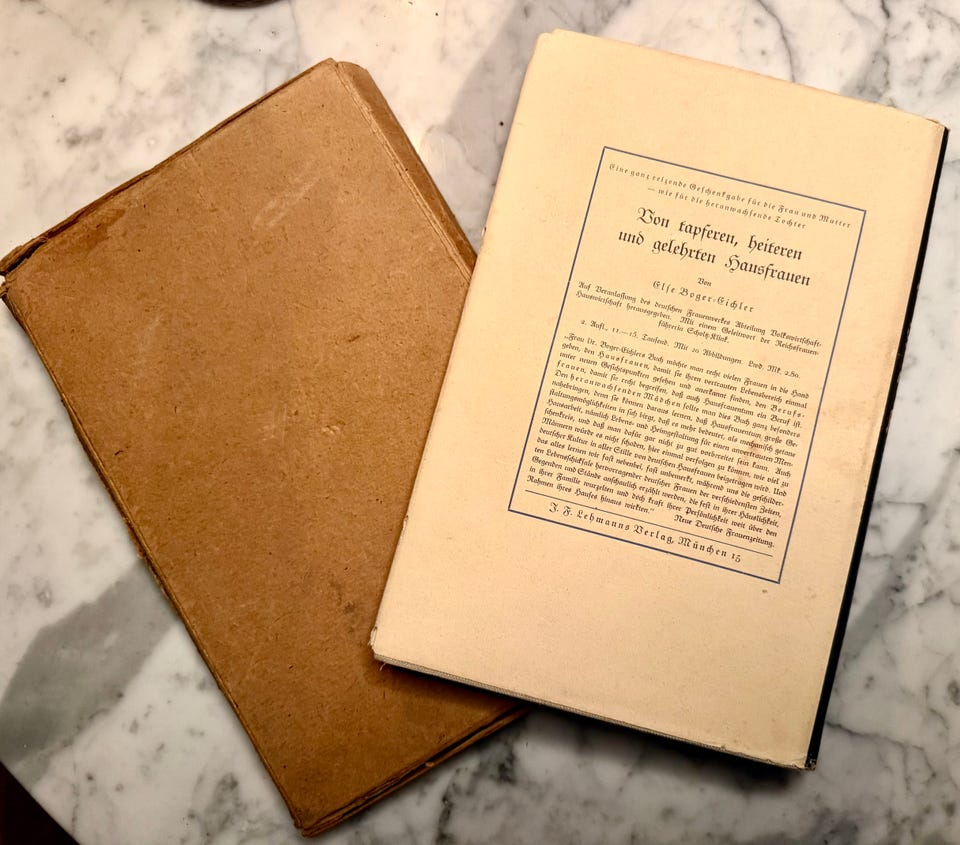 Eine ganz reizende Geschenkgabe für die Frau und Mutter
— wie für die heranwachsende Tochter
Von tapferen, heiteren
und gelehrten Hausfrauen
Von
Else Boger-Eichler
Auf Veranlassung des deutschen Frauenwerkes Abteilung Volkswirtschaft-
Hauswirtschaft herausgegeben. Mit einem Geleitwort der Reichsfrauen-
führerin Scholtz-Klink.
2. Aufl., 11.—15. Tausend. Mit 20 Abbildungen. Lwd. Mk. 2.80.
„Frau Dr. Boger-Eichlers Buch möchte man recht vielen Frauen in die Hand
geben, den Hausfrauen, damit sie ihren vertrauten Lebensbereich einmal
unter neuen Gesichtspunkten gesehen und anerkannt finden, den Berufs-
frauen, damit sie recht begreifen, daß auch Hausfrauentum ein Beruf ist.
Den heranwachsenden Mädchen sollte man dies Buch ganz besonders
nahebringen, denn sie können daraus lernen, daß Hausfrauentum große Ge-
staltungsmöglichkeiten in sich birgt, daß es mehr bedeutet, als mechanisch getane
Hausarbeit, nämlich Lebens- und Heimgestaltung für einen anvertrauten Men-
schenkreis, und daß man dafür gar nicht zu gut vorbereitet sein kann. Auch
Männern würde es nicht schaden, hier einmal verfolgen zu können, wie viel zu
deutscher Kultur in aller Stille von deutschen Hausfrauen beigetragen wird. Und
das alles lernen wir fast nebenbei, fast unbemerkt, während uns die geschilder-
ten Lebensschicksale hervorragender deutscher Frauen der verschiedensten Zeiten,
Gegenden und Stände anschaulich erzählt werden, die fest in ihrer Häuslichkeit,
in ihrer Familie wurzelten und doch kraft ihrer Persönlichkeit weit über den
Rahmen ihres Hauses hinaus wirkten.“ Neue Deutsche Frauenzeitung.
J. F. Lehmanns Verlag, München 15